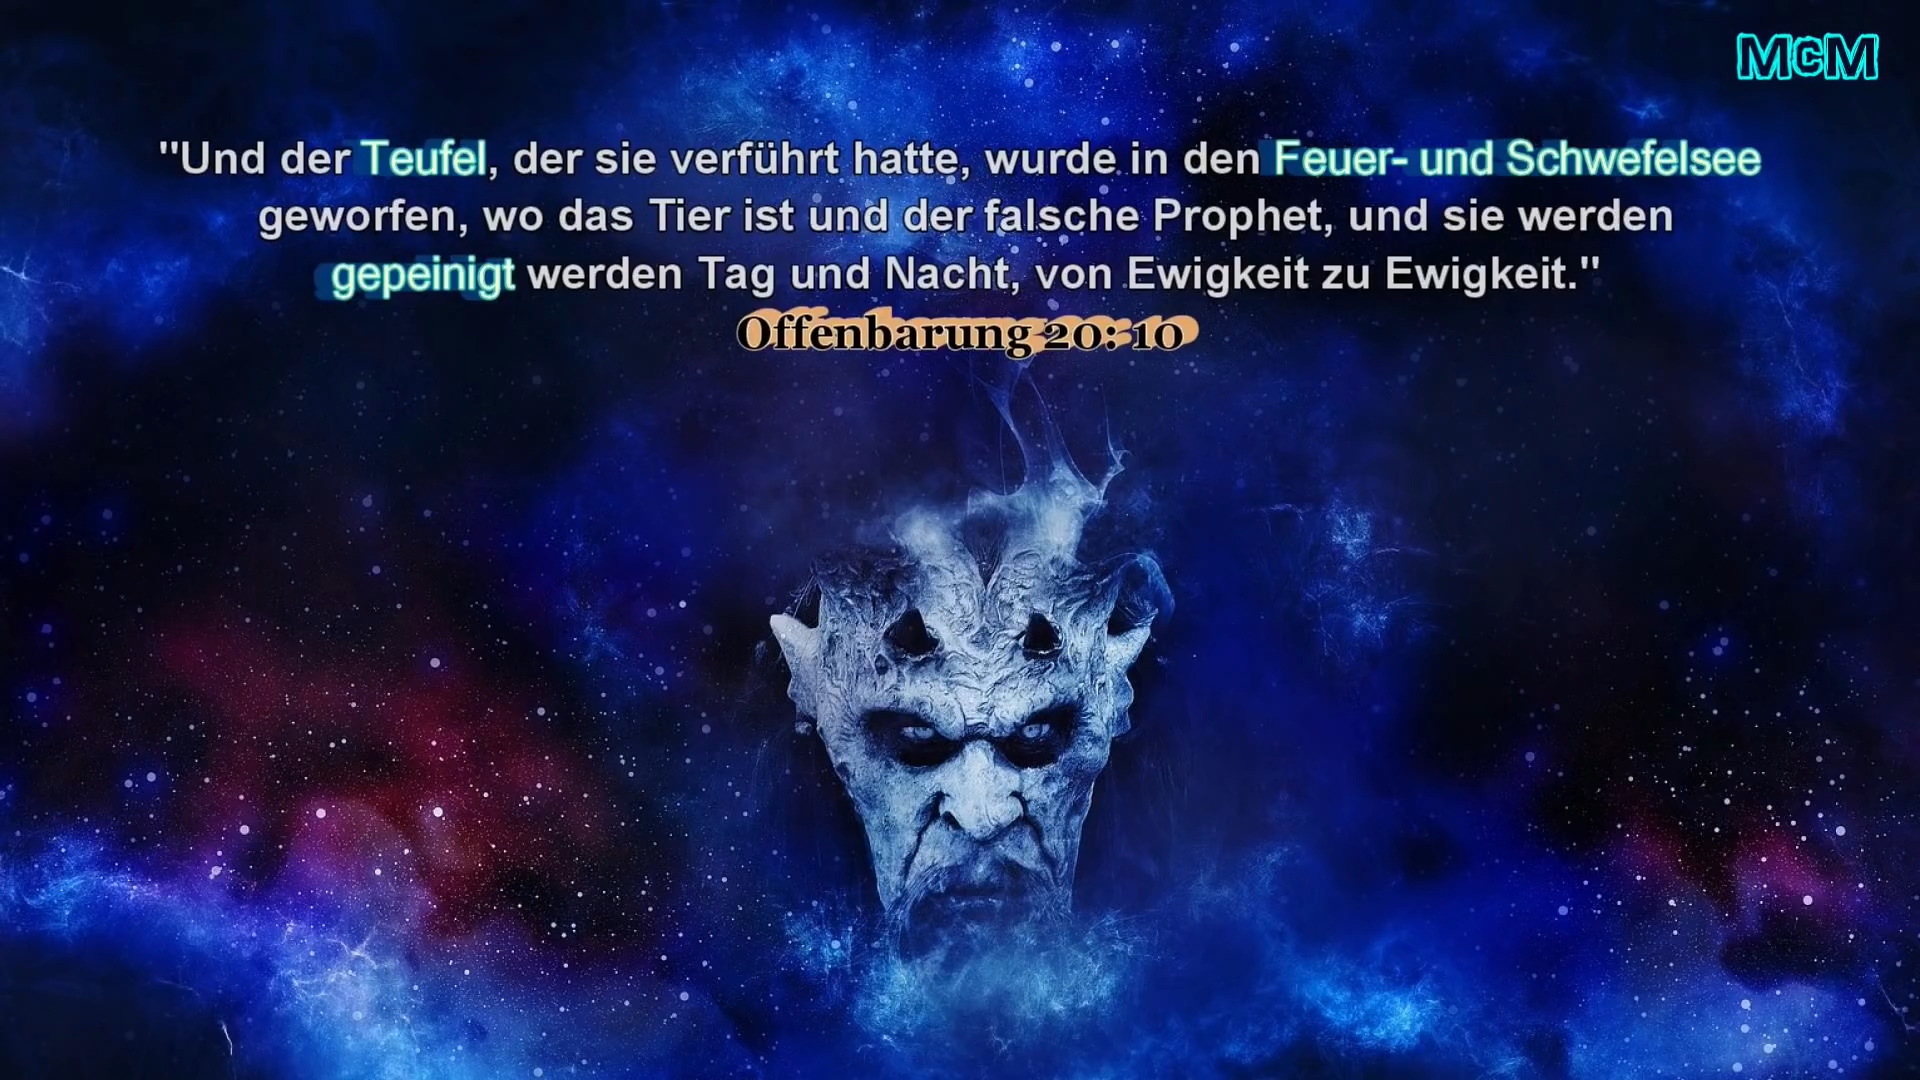 McM
"Und der Teufel, der sie verführt hatte, wurde in den Feuer- und Schwefelsee
geworfen, wo das Tier ist und der falsche Prophet, und sie werden
gepeinigt werden Tag und Nacht, von Ewigkeit zu Ewigkeit."
Offenbarung 20: 10